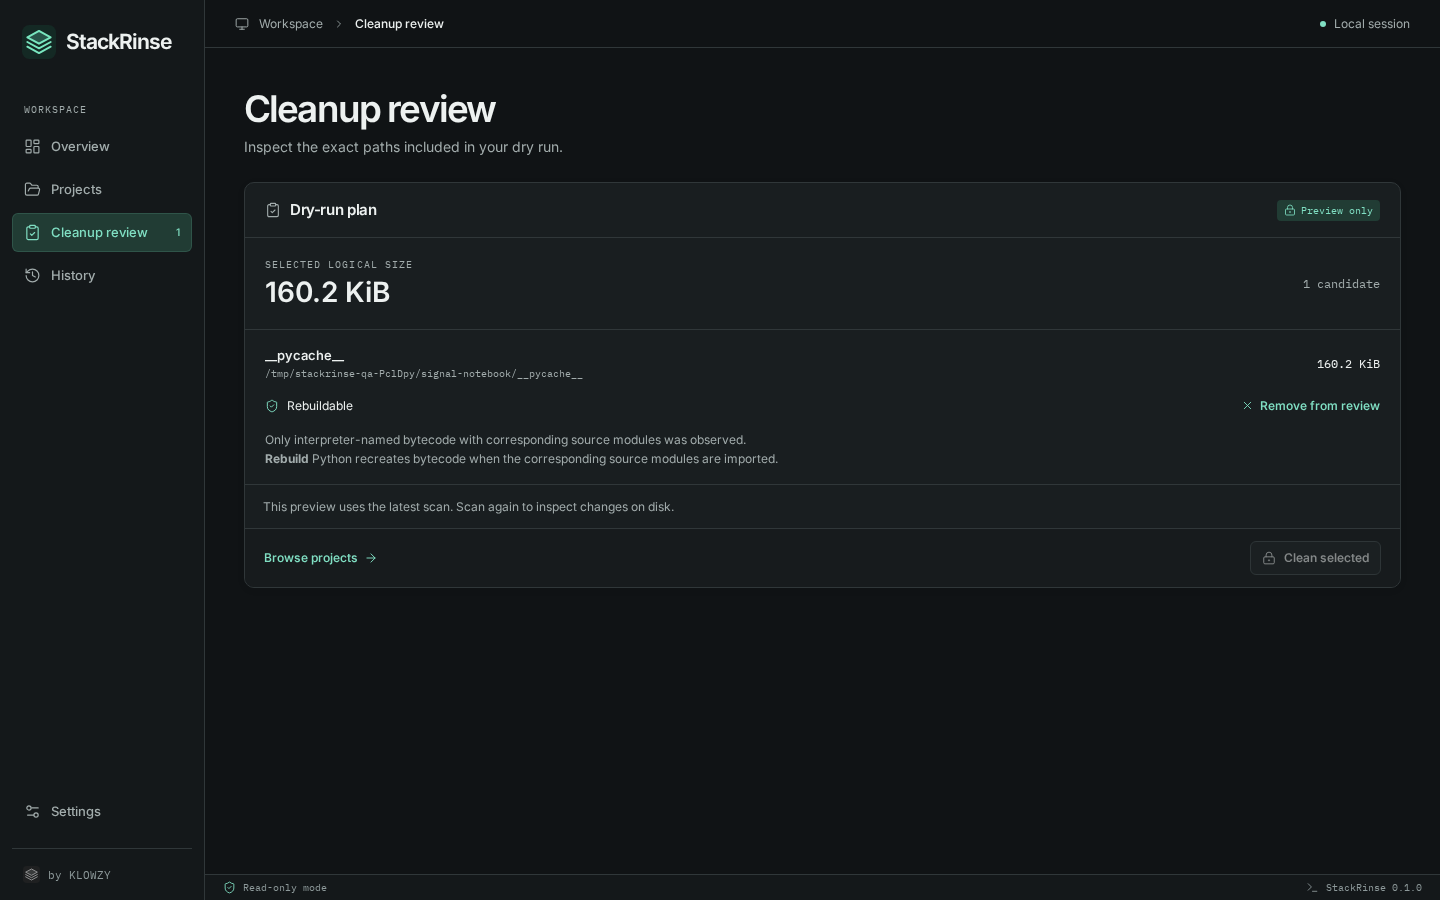 StackRinse
WORKSPACE
Overview
Projects
Cleanup review 1
History
Settings
by KLOWZY
Workspace > Cleanup review
Local session
Cleanup review
Inspect the exact paths included in your dry run.
Dry-run plan
Preview only
SELECTED LOGICAL SIZE
160.2 KiB
1 candidate
__pycache__
/tmp/stackrinse-qa-PclDpy/signal-notebook/__pycache__
160.2 KiB
Rebuildable
Remove from review
Only interpreter-named bytecode with corresponding source modules was observed.
Rebuild Python recreates bytecode when the corresponding source modules are imported.
This preview uses the latest scan. Scan again to inspect changes on disk.
Browse projects
Clean selected
Read-only mode
StackRinse 0.1.0